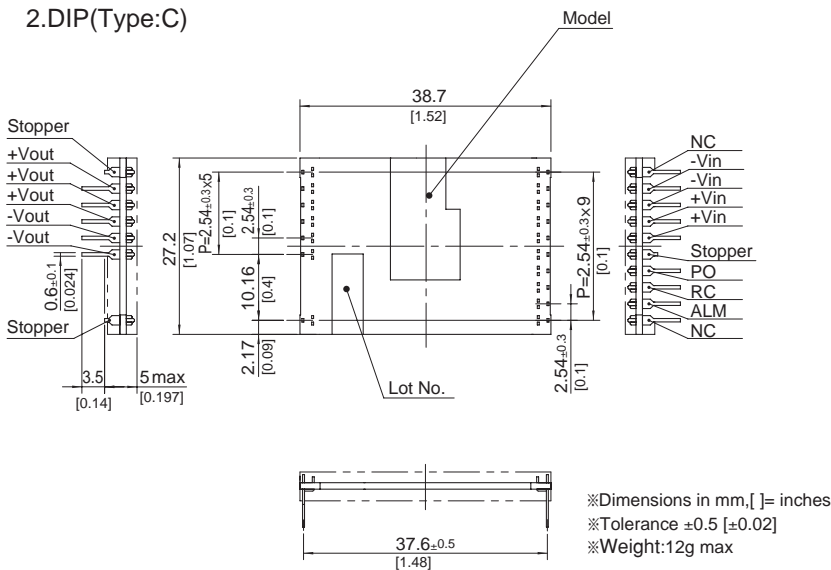 2.DIP(Type:C)
Model
38.7
[1.52]
Stopper
+Vout
+Vout
+Vout
-Vout
-Vout
Stopper
0.6±0.1
[0.024]
3.5
[0.14]
5 max
[0.197]
27.2
[1.07]
P=2.54±0.3x5
[0.1]
2.54±0.3
[0.1]
10.16
[0.4]
2.17
[0.09]
Lot No.
P=2.54±0.3x9
[0.1]
2.54±0.3
[0.1]
NC
-Vin
-Vin
+Vin
+Vin
Stopper
PO
RC
ALM
NC
37.6±0.5
[1.48]
※Dimensions in mm,[ ]= inches
※Tolerance ±0.5 [±0.02]
※Weight:12g max